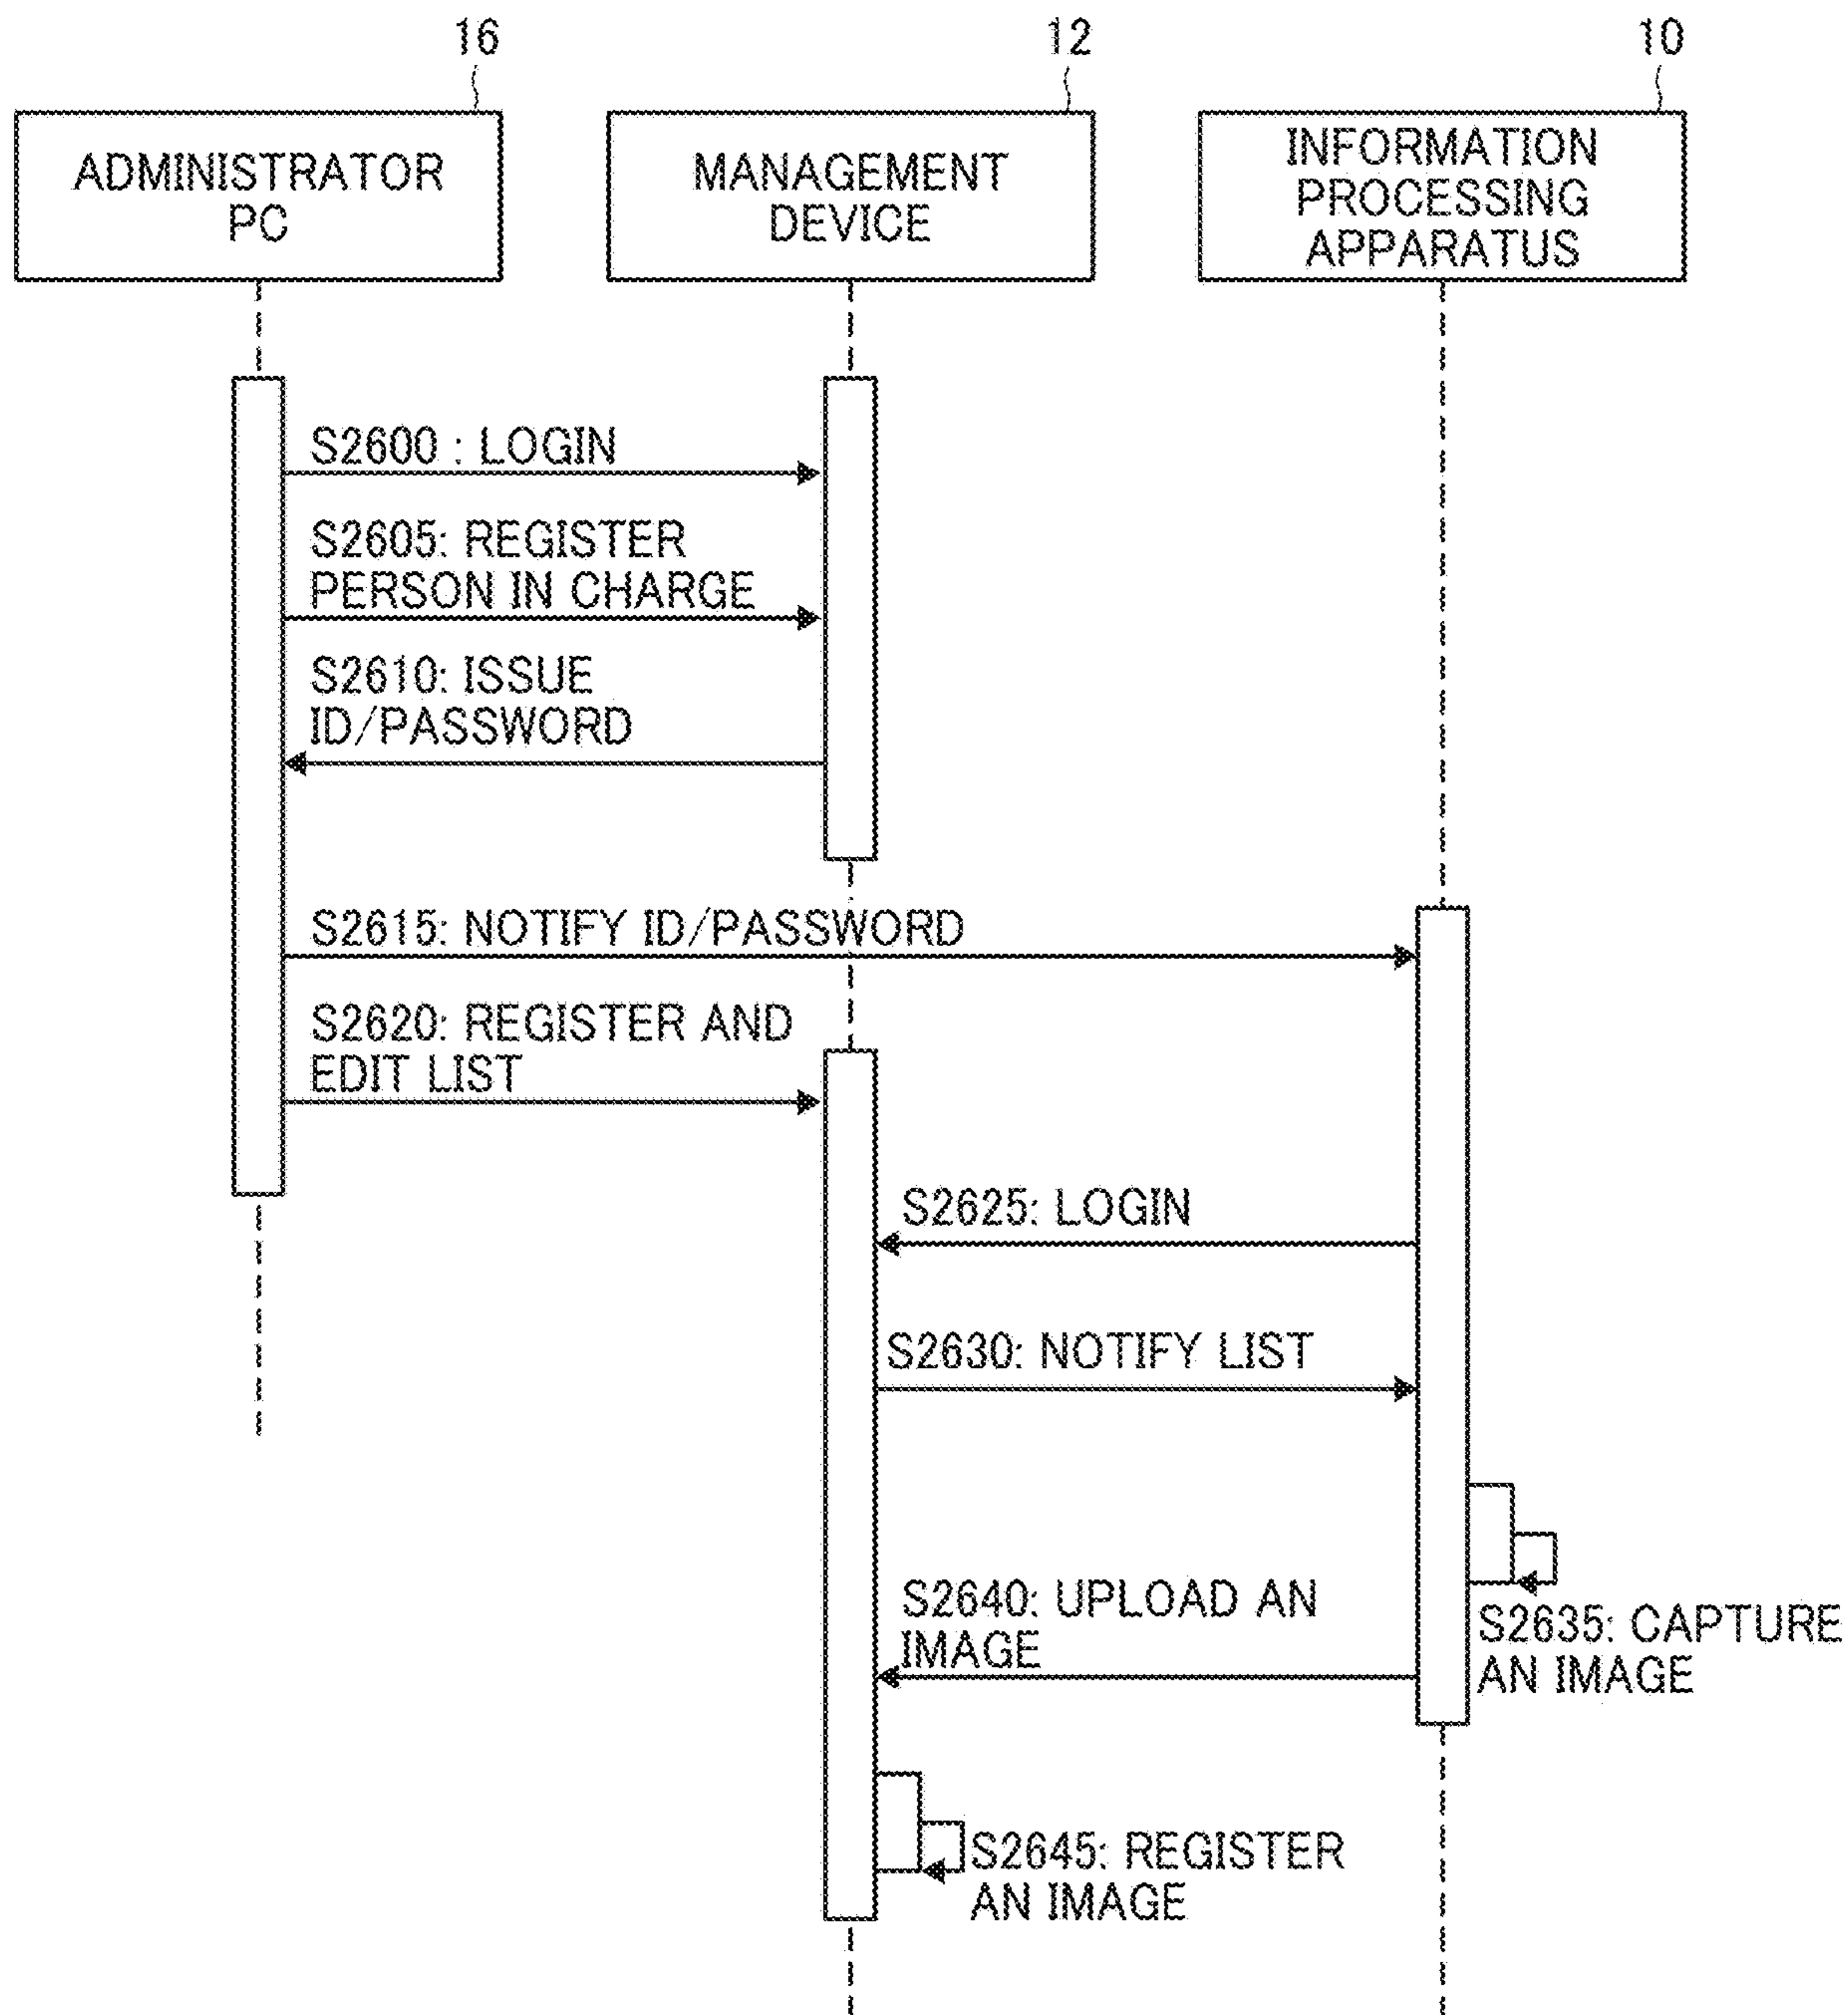 16
12
10
ADMINISTRATOR
PC
MANAGEMENT
DEVICE
INFORMATION
PROCESSING
APPARATUS
S2600 : LOGIN
S2605: REGISTER
PERSON IN CHARGE
S2610: ISSUE
ID/PASSWORD
S2615: NOTIFY ID/PASSWORD
S2620: REGISTER AND
EDIT LIST
S2625: LOGIN
S2630: NOTIFY LIST
S2635: CAPTURE
AN IMAGE
S2640: UPLOAD AN
IMAGE
S2645: REGISTER
AN IMAGE